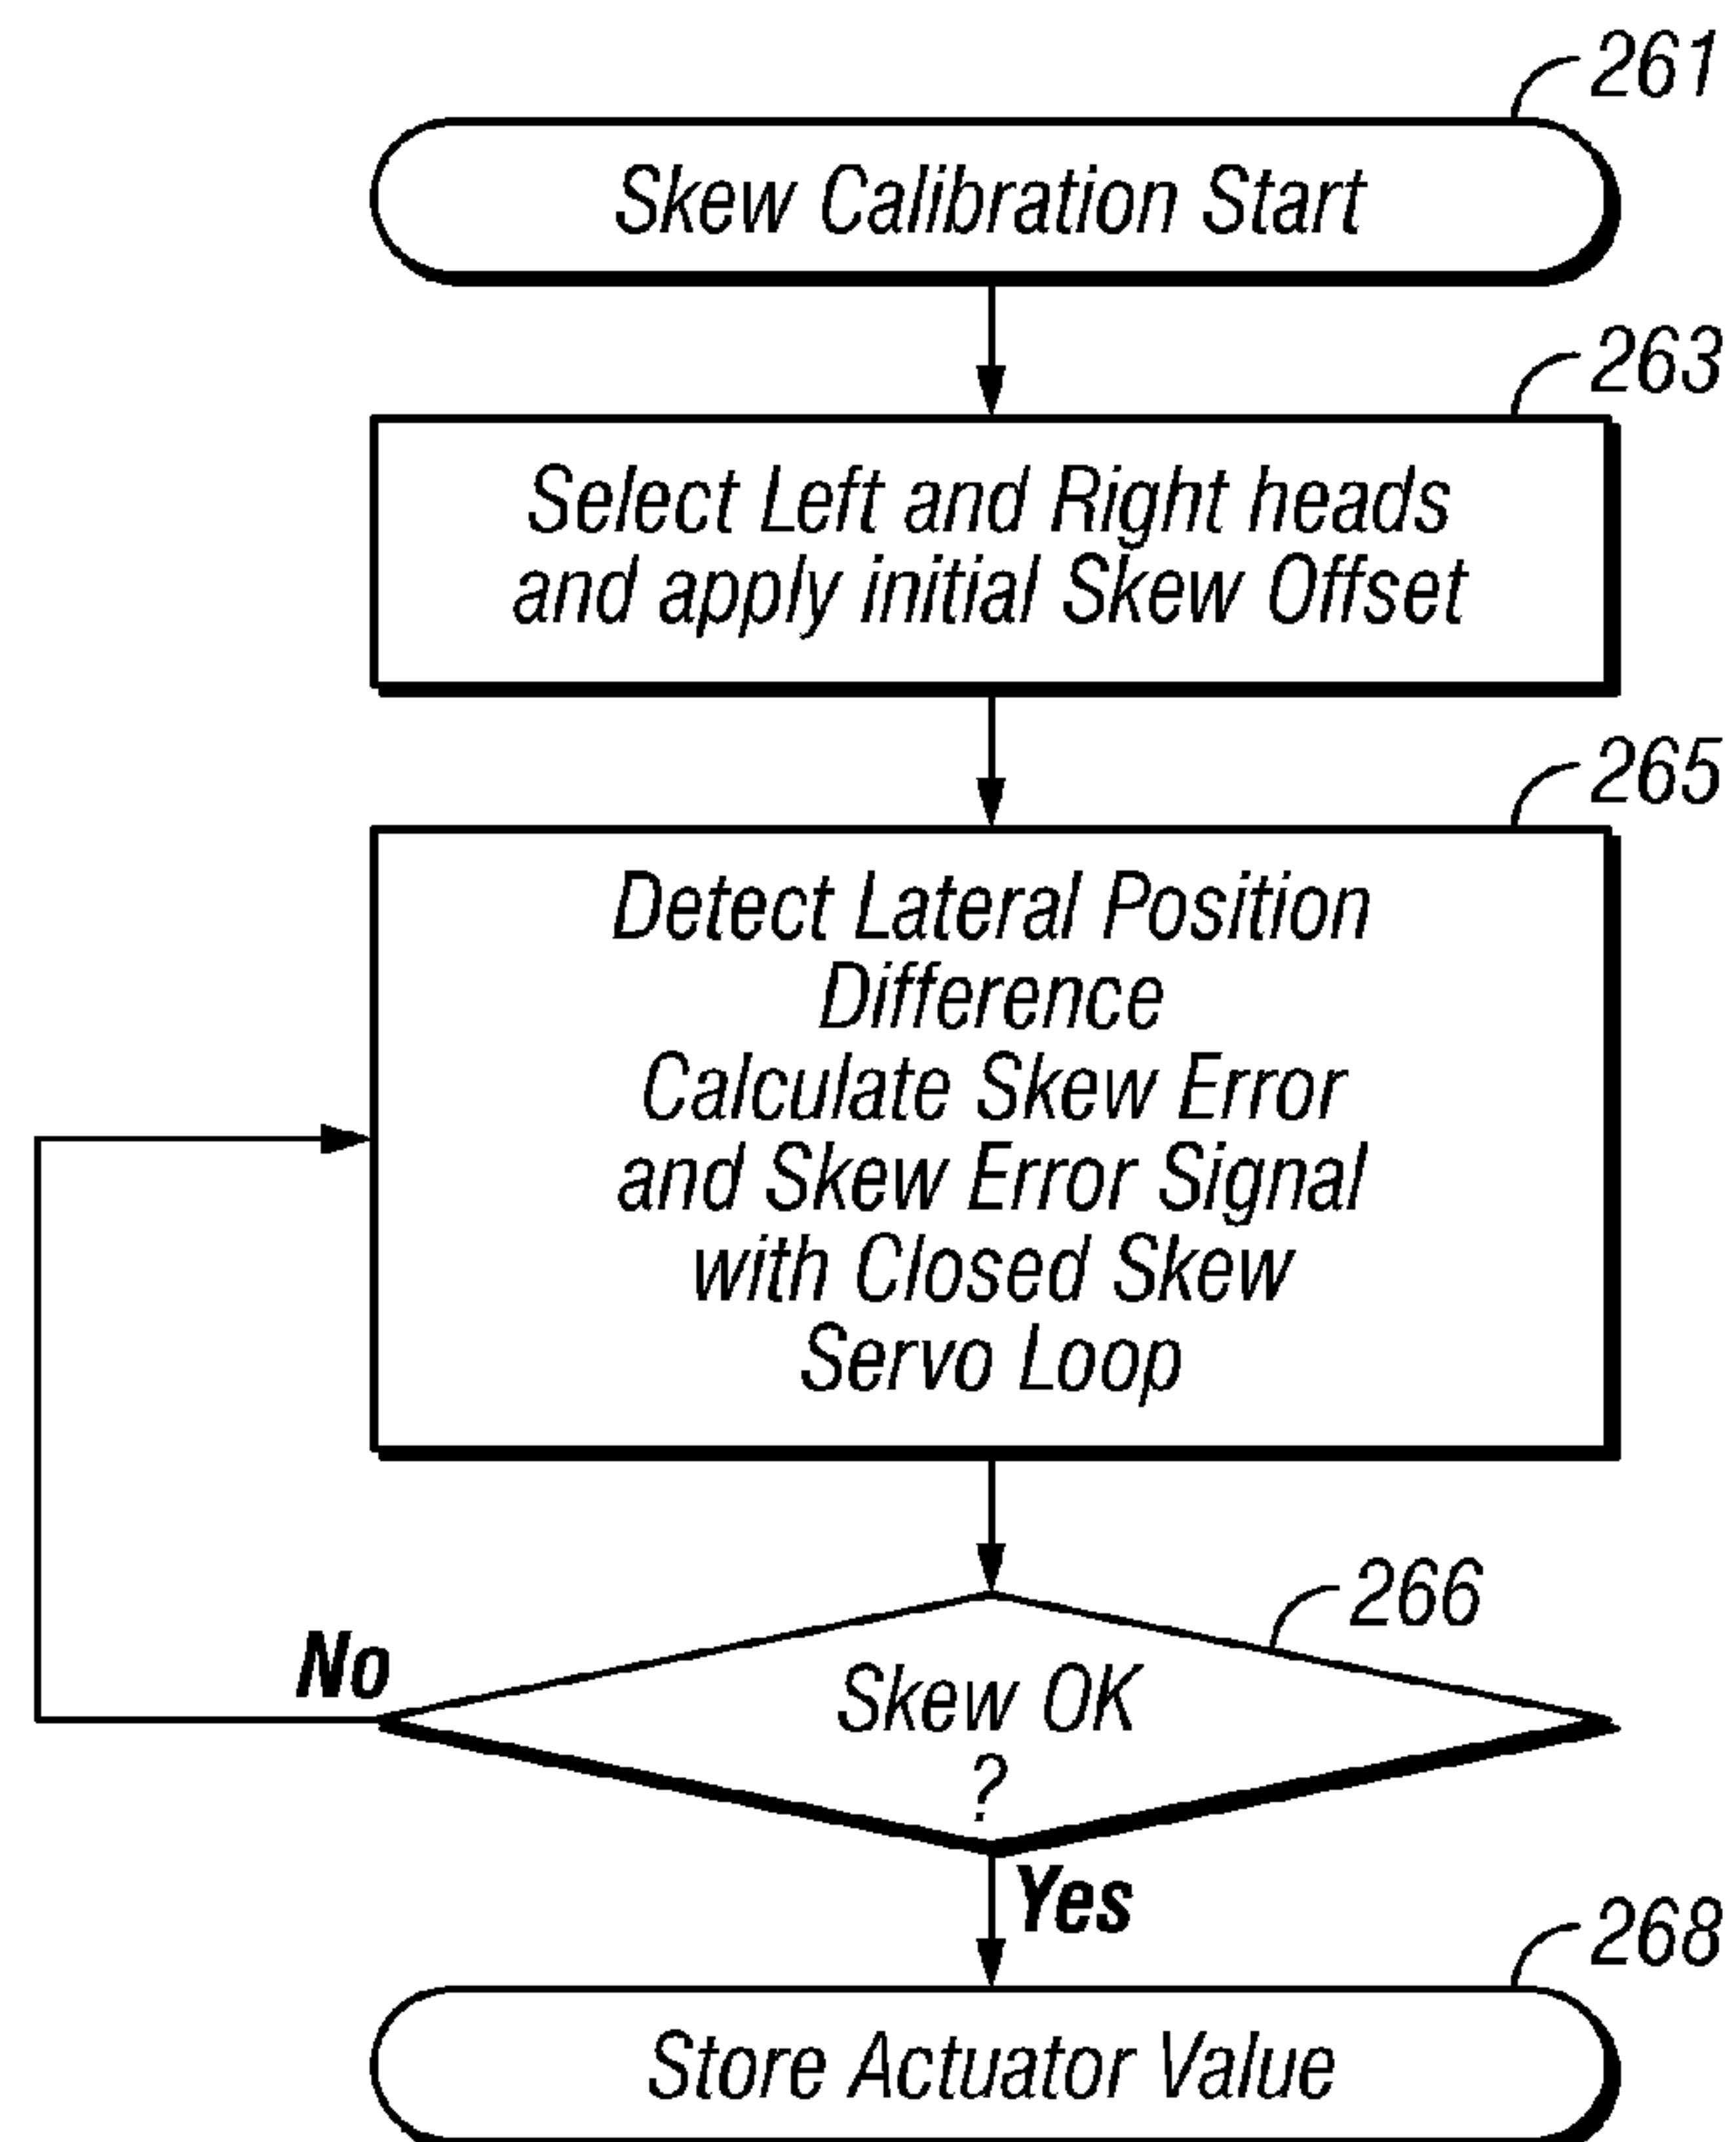 261
Skew Calibration Start
263
Select Left and Right heads
and apply initial Skew Offset
265
Detect Lateral Position
Difference
Calculate Skew Error
and Skew Error Signal
with Closed Skew
Servo Loop
266
No
Skew OK
?
Yes
268
Store Actuator Value